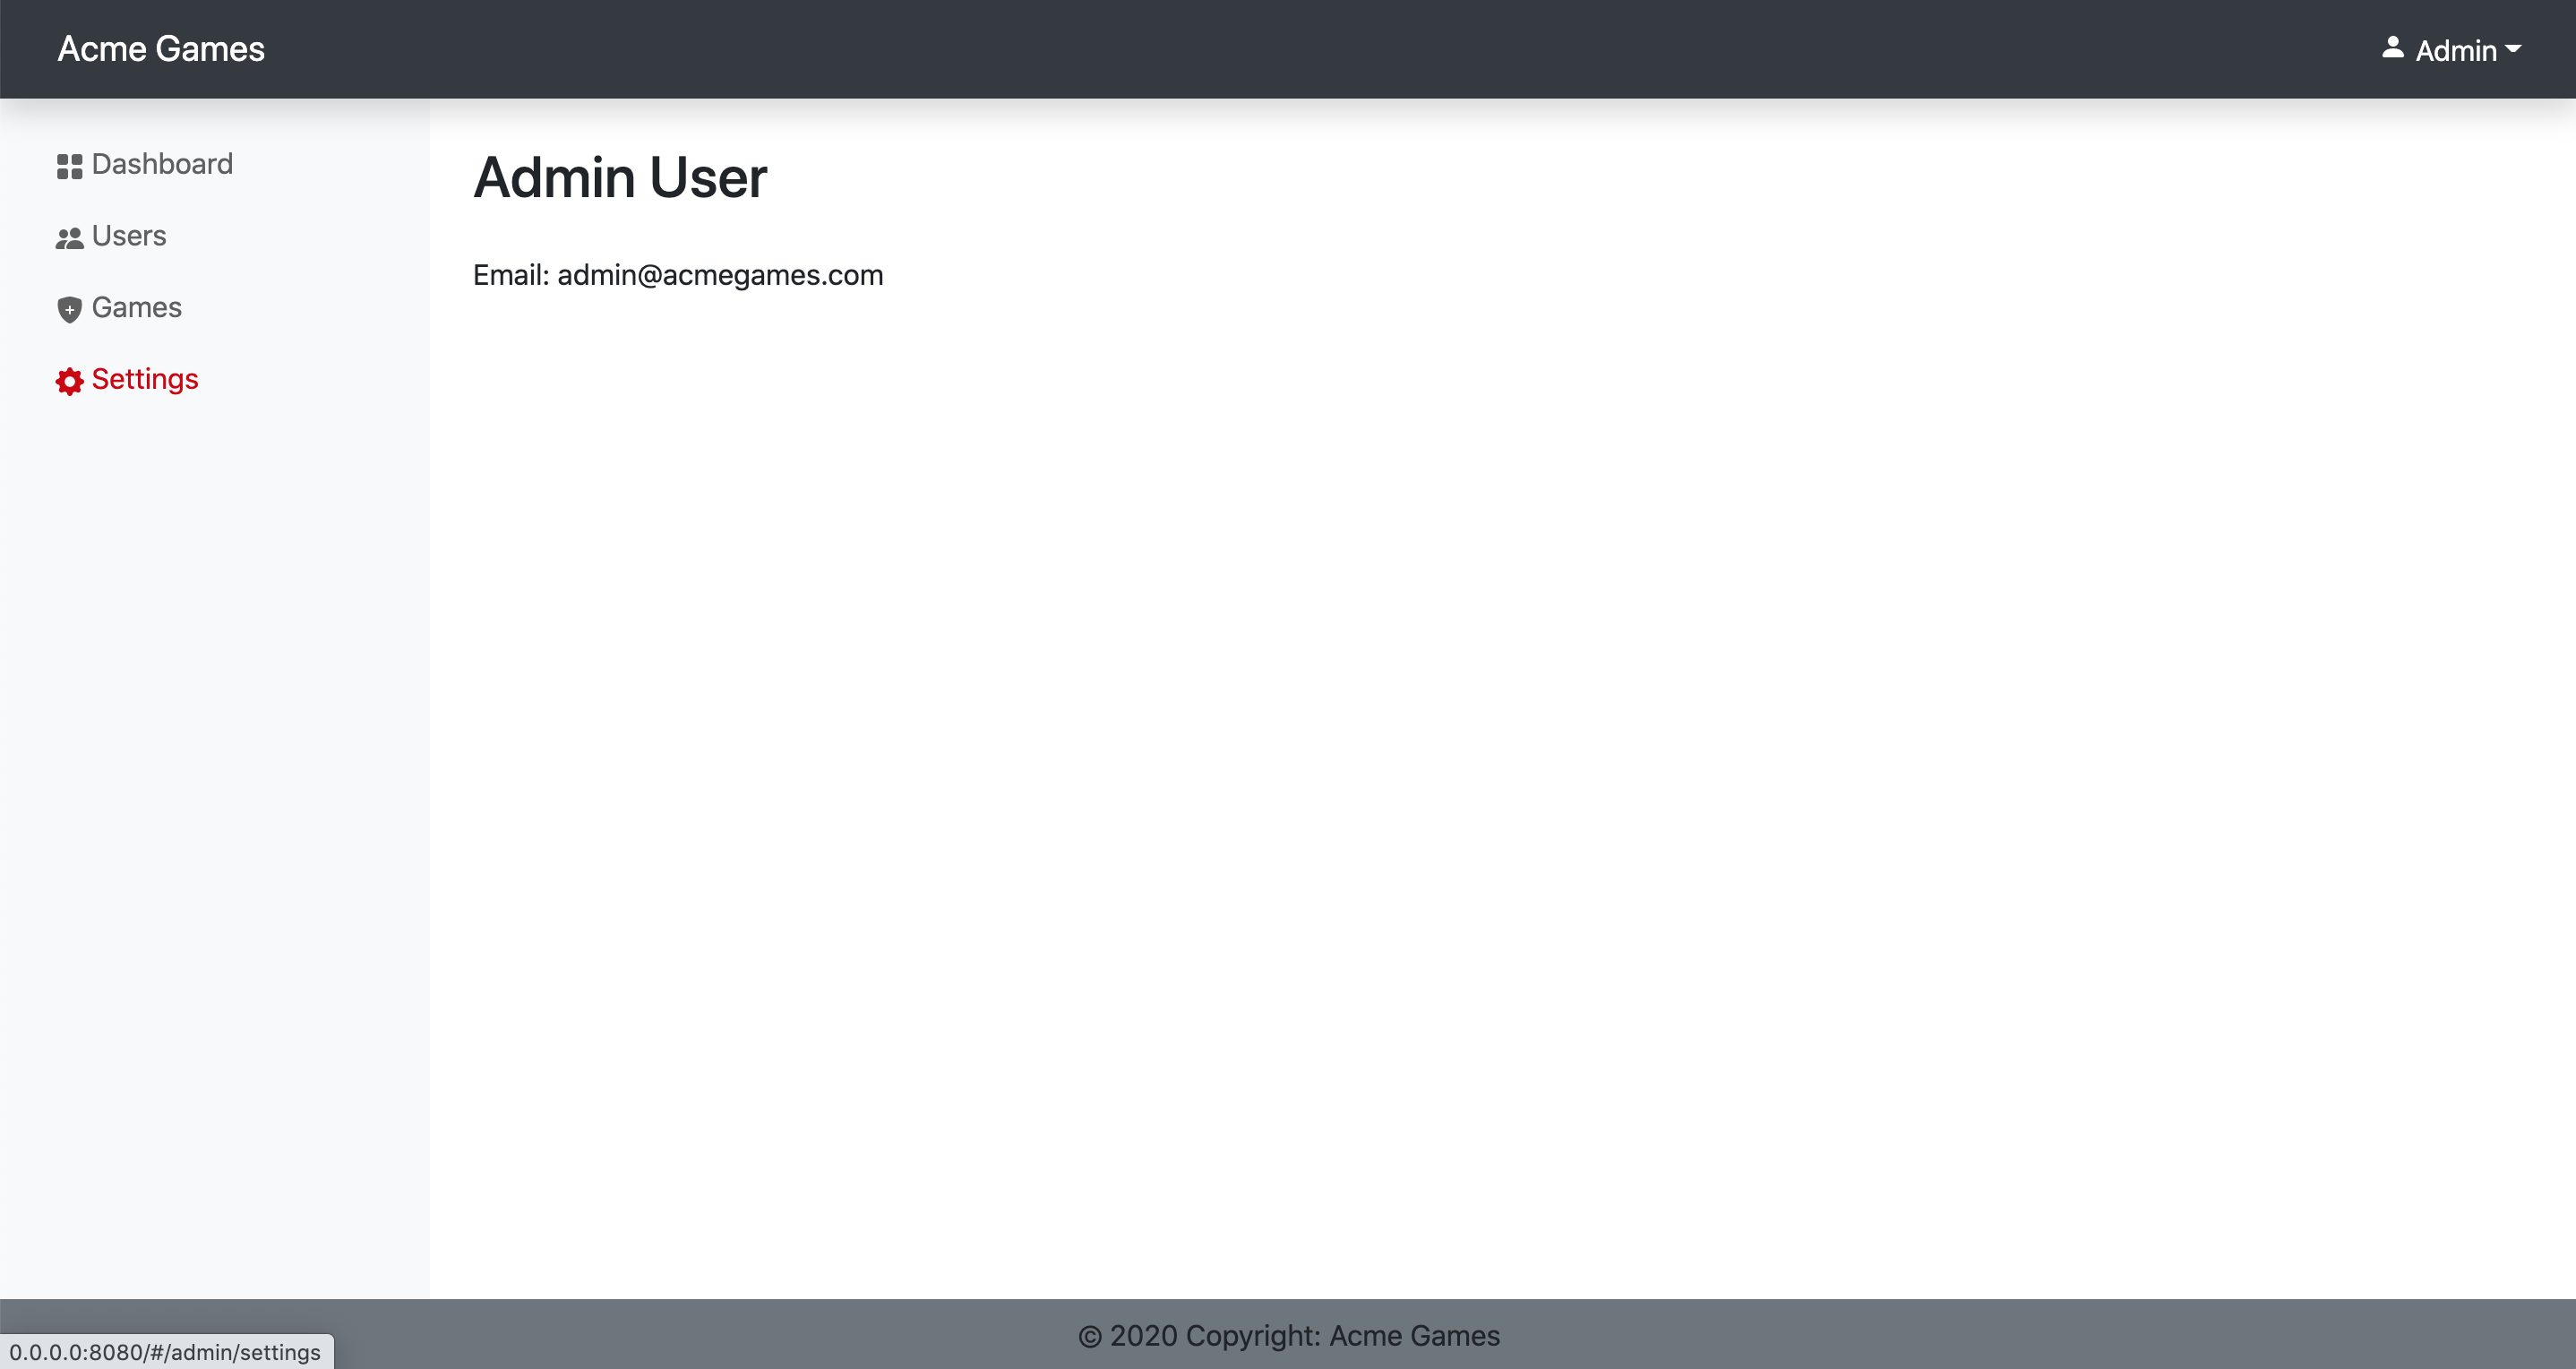 Acme Games
Admin
Dashboard
Users
Games
Settings
Admin User
Email: admin@acmegames.com
© 2020 Copyright: Acme Games
0.0.0.0:8080/#/admin/settings